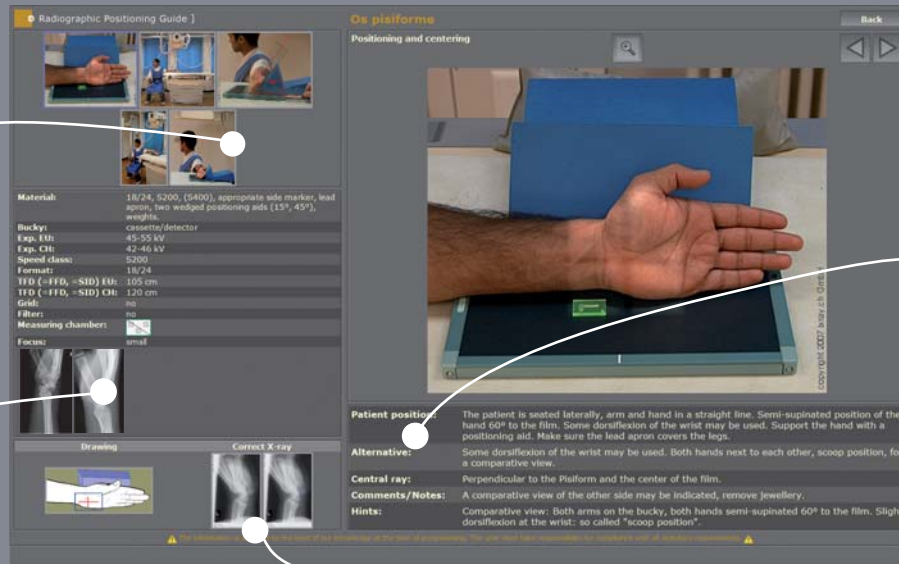 Radiographic Positioning Guide ]
Os pisiforme
Back
Positioning and centering
copyright 2007 xray.ch GmbH
Material: 18/24, S200, (S400), appropriate side marker, lead
apron, two wedged positioning aids (15°, 45°),
weights.
Bucky: cassette/detector
Exp. EU: 45-55 kV
Exp. CH: 42-46 kV
Speed class: S200
Format: 18/24
TFD (=FFD, =SID) EU: 105 cm
TFD (=FFD, =SID) CH: 120 cm
Grid: no
Filter: no
Measuring chamber:
Focus: small
Drawing
Correct X-ray
Patient position: The patient is seated laterally, arm and hand in a straight line. Semi-supinated position of the
hand 60° to the film. Some dorsiflexion of the wrist may be used. Support the hand with a
positioning aid. Make sure the lead apron covers the legs.
Alternative: Some dorsiflexion of the wrist may be used. Both hands next to each other, scoop position, fo
a comparative view.
Central ray: Perpendicular to the Pisiform and the center of the film.
Comments/Notes: A comparative view of the other side may be indicated, remove jewellery.
Hints: Comparative view: Both arms on the bucky, both hands semi-supinated 60° to the film. Sligh
dorsiflexion at the wrist: so called "scoop position".